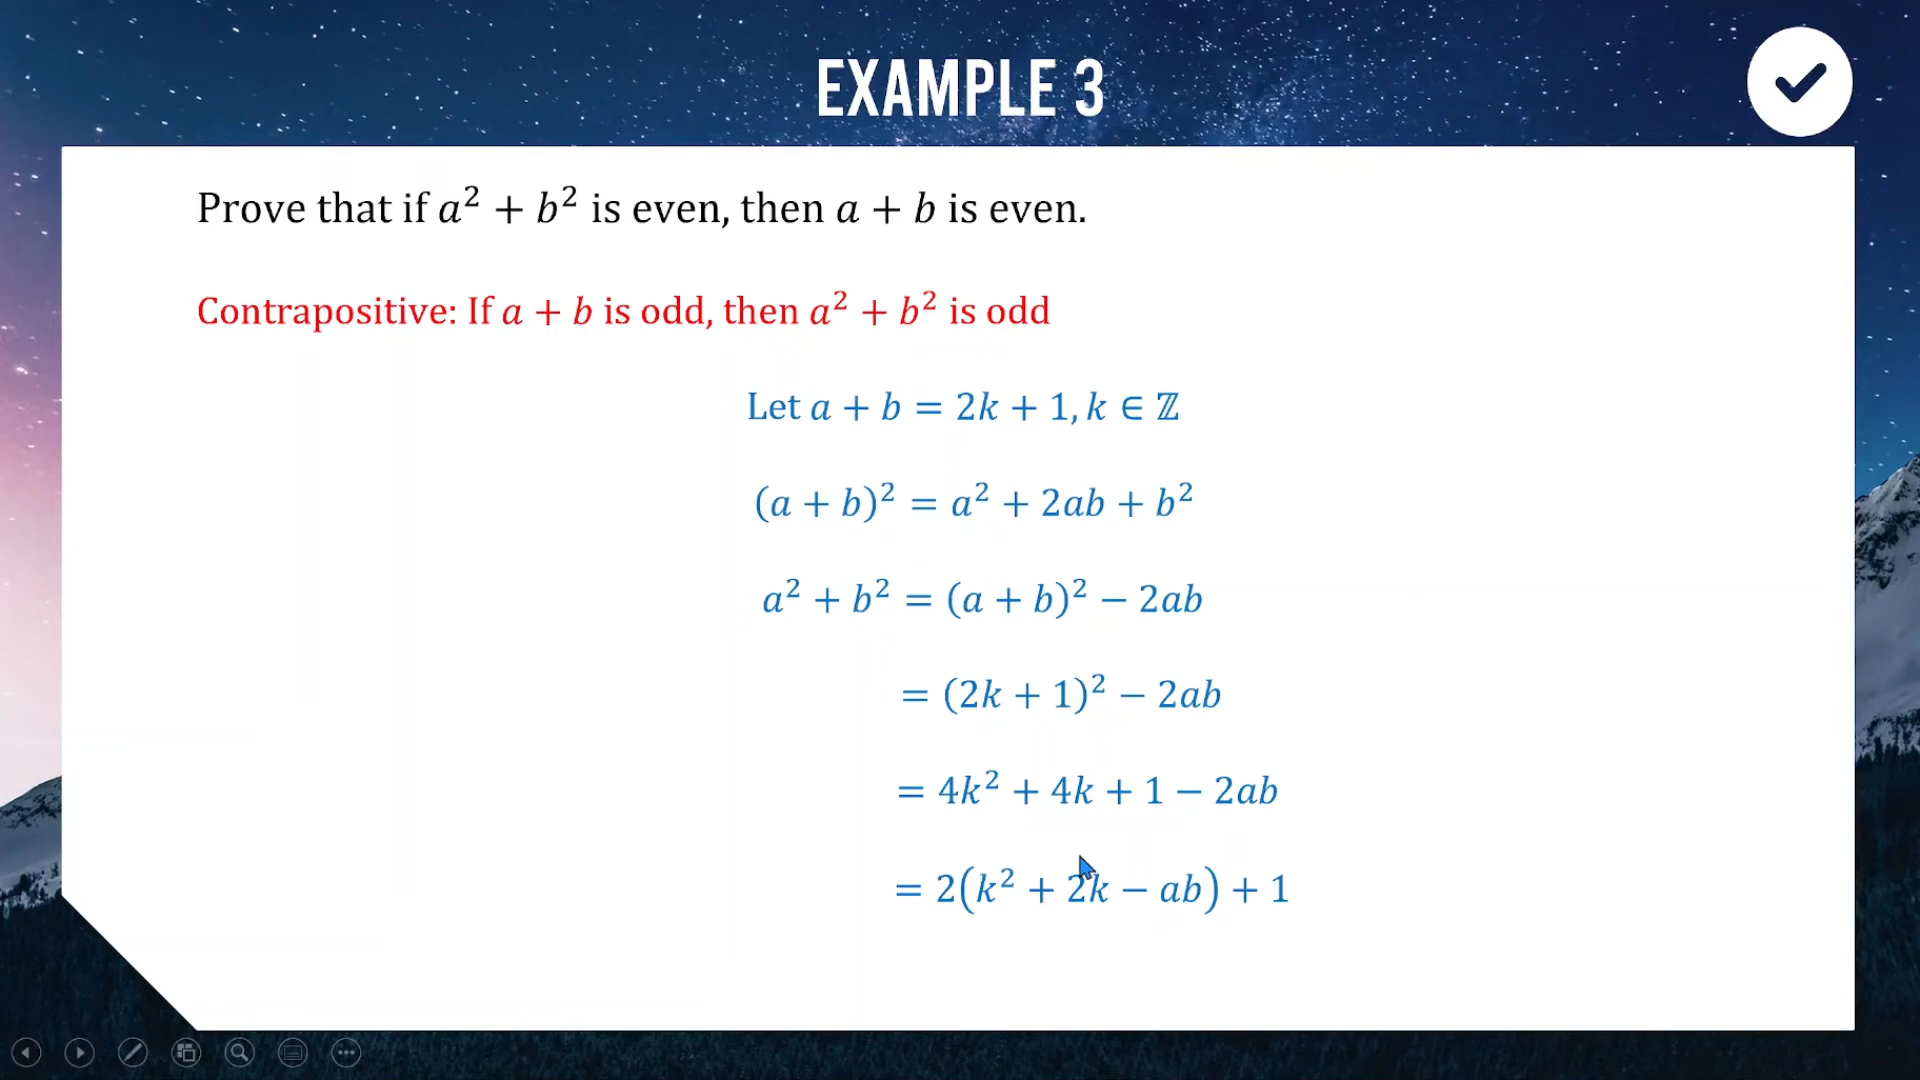 EXAMPLE 3
Prove that if a² + b² is even, then a + b is even.
Contrapositive: If a + b is odd, then a² + b² is odd
Let a + b = 2k + 1, k ∈ ℤ
(a + b)² = a² + 2ab + b²
a² + b² = (a + b)² − 2ab
= (2k + 1)² − 2ab
= 4k² + 4k + 1 − 2ab
= 2(k² + 2k − ab) + 1